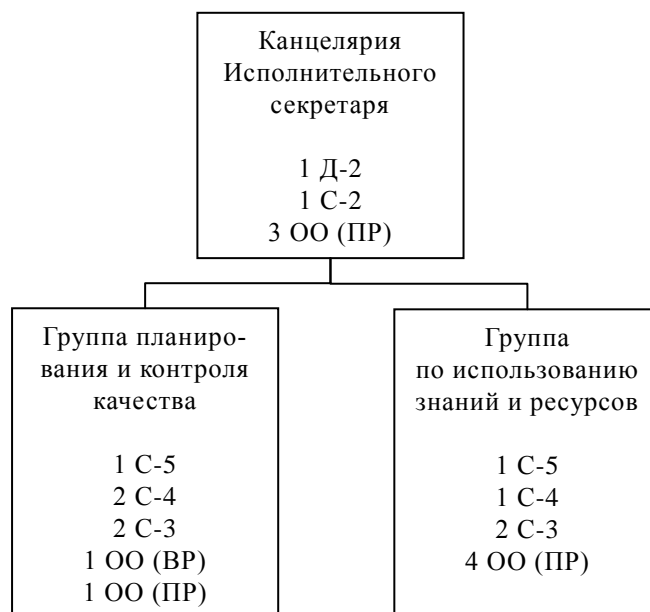 Канцелярия
Исполнительного
секретаря
1 Д-2
1 С-2
3 ОО (ПР)
Группа планиро-
вания и контроля
качества
1 С-5
2 С-4
2 С-3
1 ОО (ВР)
1 ОО (ПР)
Группа
по использованию
знаний и ресурсов
1 С-5
1 С-4
2 С-3
4 ОО (ПР)